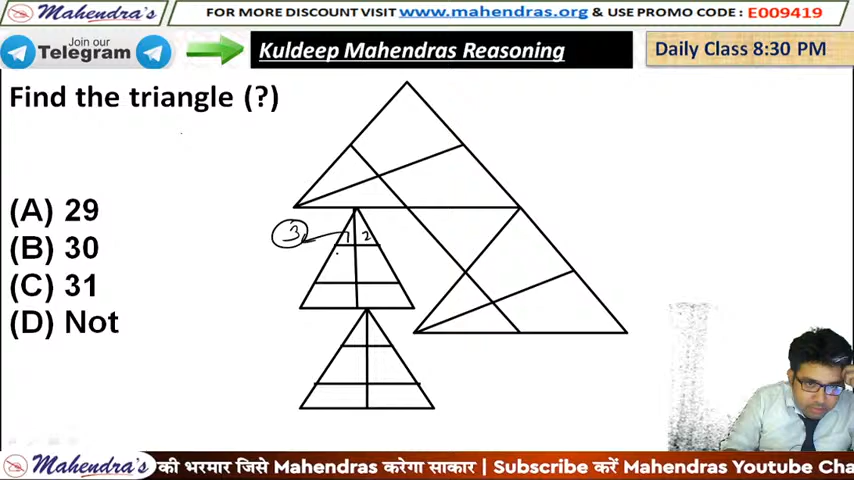 Mahendra's
FOR MORE DISCOUNT VISIT www.mahendras.org & USE PROMO CODE : E009419
Join our
Telegram
Kuldeep Mahendras Reasoning
Daily Class 8:30 PM
Find the triangle (?)
(A) 29
(B) 30
(C) 31
(D) Not
3
1 2
Mahendra's की भरमार जिसे Mahendras करेगा साकार | Subscribe करें Mahendras Youtube Cha